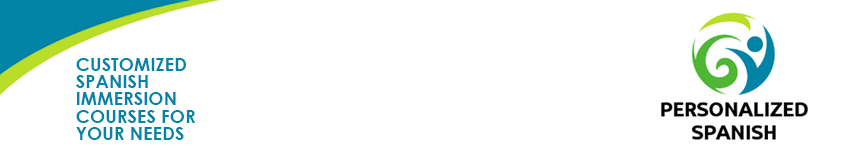 CUSTOMIZED
SPANISH
IMMERSION
COURSES FOR
YOUR NEEDS
PERSONALIZED
SPANISH